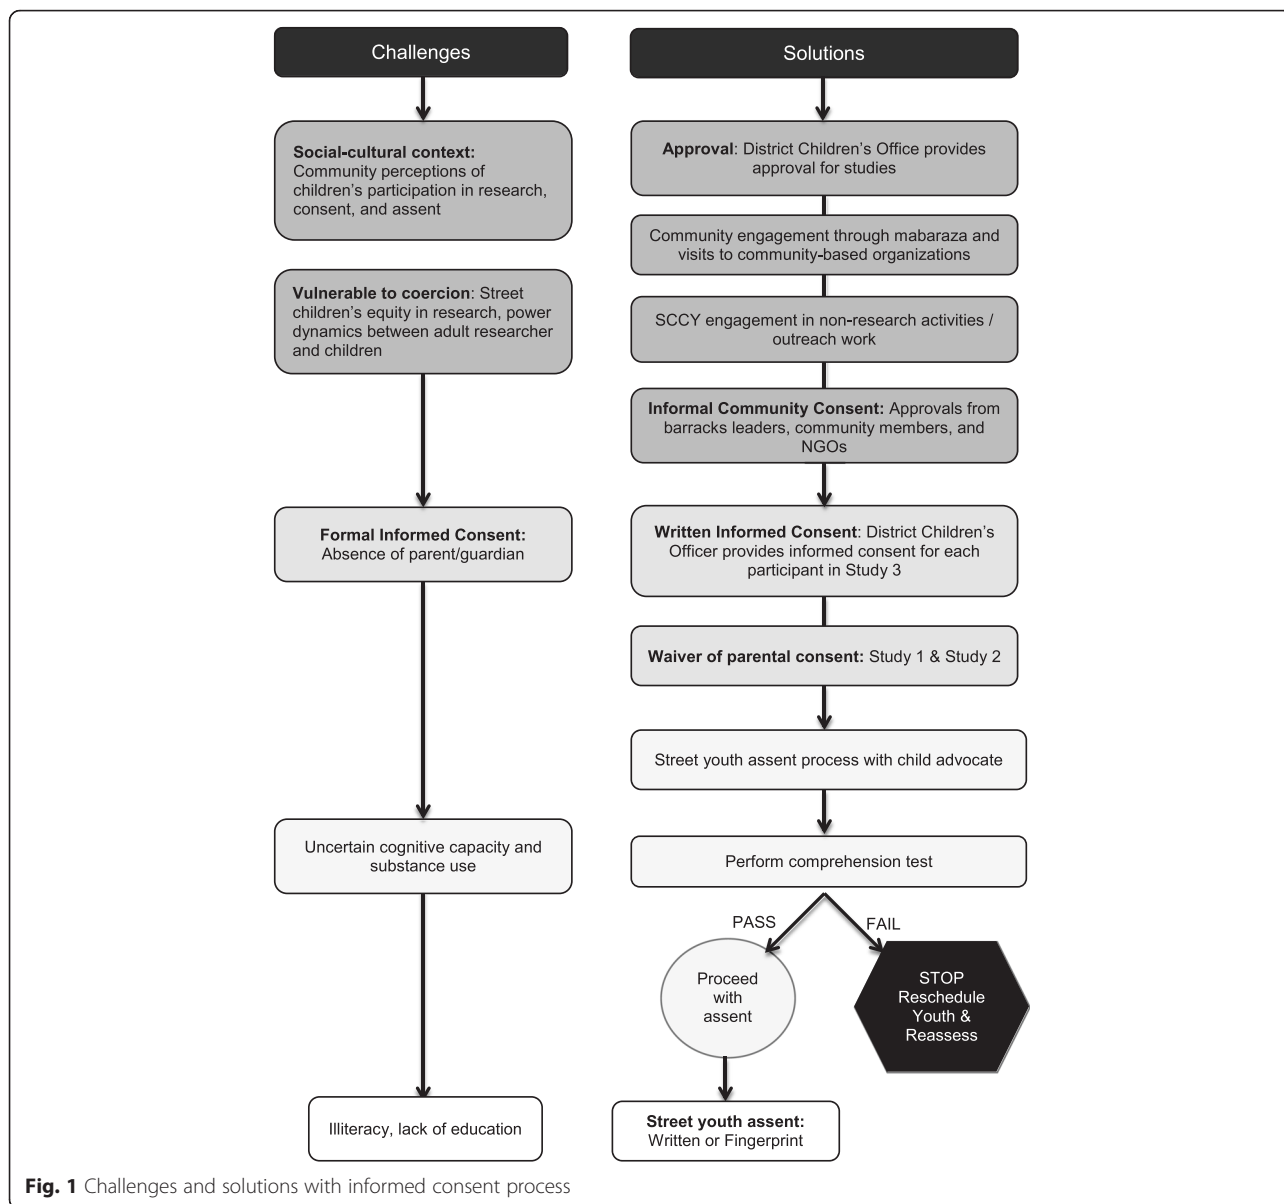 Challenges
Social-cultural context:
Community perceptions of
children's participation in research,
consent, and assent
Vulnerable to coercion: Street
children's equity in research, power
dynamics between adult researcher
and children
Formal Informed Consent:
Absence of parent/guardian
Uncertain cognitive capacity and
substance use
Illiteracy, lack of education
Solutions
Approval: District Children's Office provides
approval for studies
Community engagement through mabaraza and
visits to community-based organizations
SCCY engagement in non-research activities /
outreach work
Informal Community Consent: Approvals from
barracks leaders, community members, and
NGOs
Written Informed Consent: District Children's
Officer provides informed consent for each
participant in Study 3
Waiver of parental consent: Study 1 & Study 2
Street youth assent process with child advocate
Perform comprehension test
PASS
FAIL
Proceed
with
assent
STOP
Reschedule
Youth &
Reassess
Street youth assent:
Written or Fingerprint
Fig. 1 Challenges and solutions with informed consent process